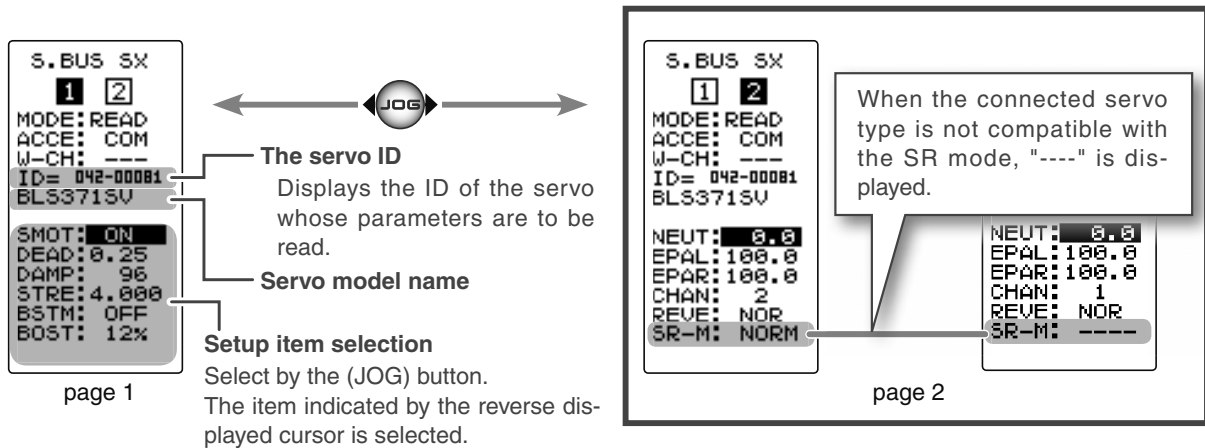 S.BUS SX
1 2
MODE:READ
ACCE: COM
W-CH: ---
ID= 042-00081
BLS371SV
SMOT: ON
DEAD:0.25
DAMP: 96
STRE:4.000
BSTM: OFF
BOST: 12%
page 1
JOG
The servo ID
Displays the ID of the servo
whose parameters are to be
read.
Servo model name
Setup item selection
Select by the (JOG) button.
The item indicated by the reverse dis-
played cursor is selected.
S.BUS SX
1 2
MODE:READ
ACCE: COM
W-CH: ---
ID= 042-00081
BLS371SV
NEUT: 0.0
EPAL:100.0
EPAR:100.0
CHAN: 2
REVE: NOR
SR-M: NORM
When the connected servo
type is not compatible with
the SR mode, "----" is dis-
played.
NEUT: 0.0
EPAL:100.0
EPAR:100.0
CHAN: 1
REVE: NOR
SR-M: ----
page 2